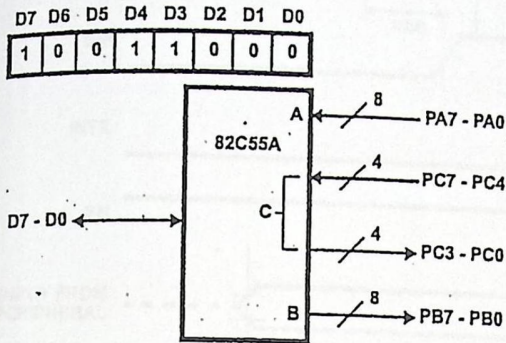 D7 D6 D5 D4 D3 D2 D1 D0
1 0 0 1 1 0 0 0
A
8
PA7 - PA0
82C55A
4
PC7 - PC4
C
D7 - D0
4
PC3 - PC0
B
8
PB7 - PB0